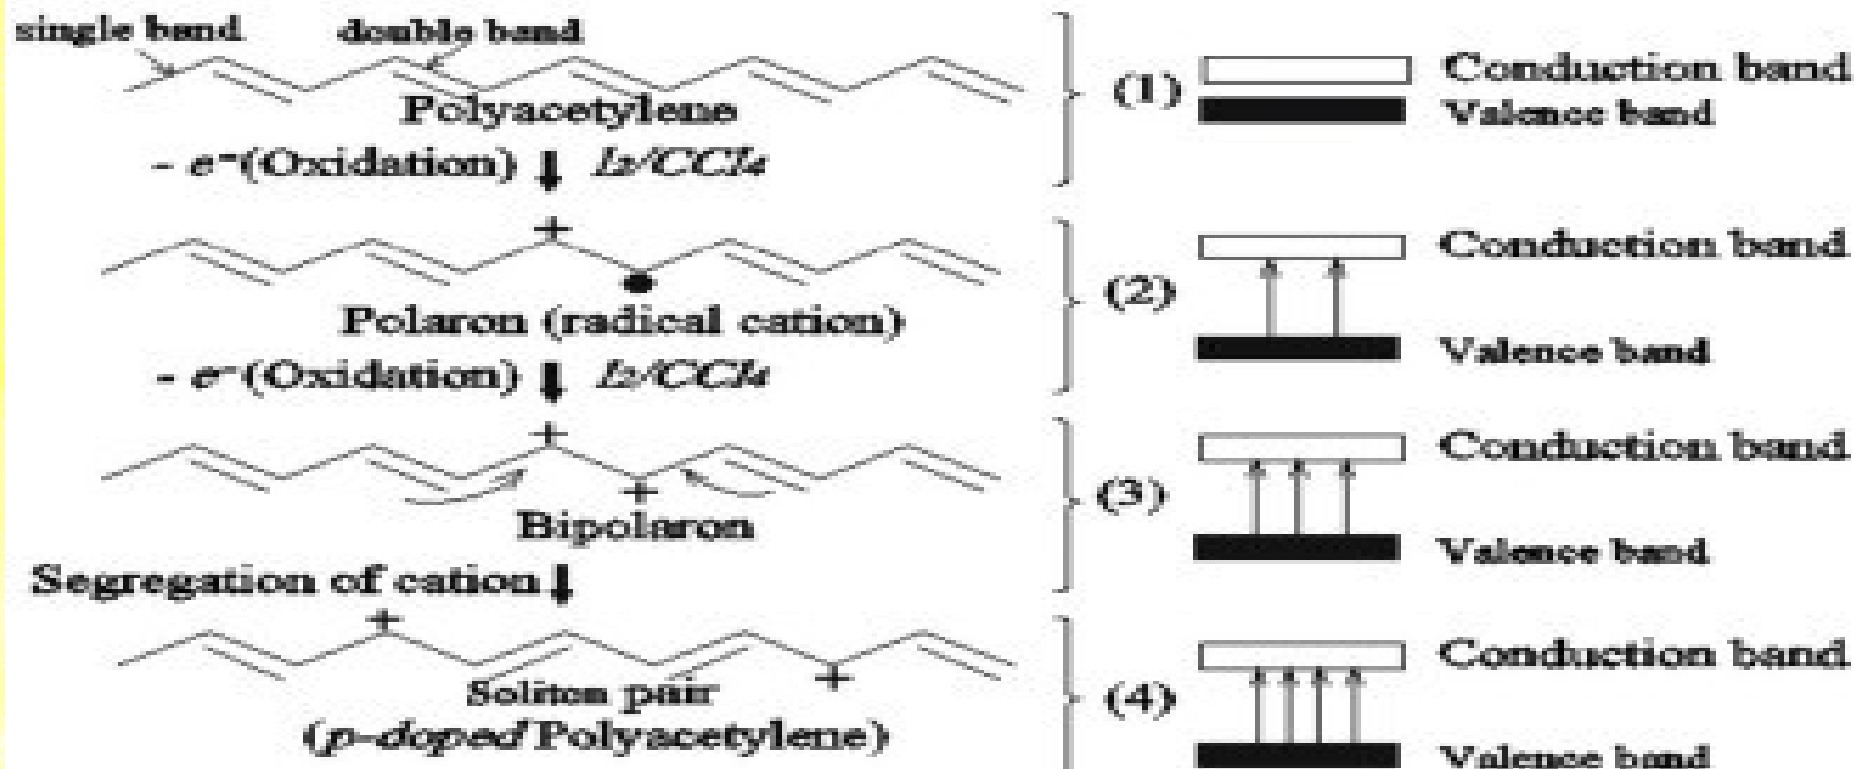 single band double band
Polyacetylene
- e⁻(Oxidation) I₂/CCl₄
(1)
Conduction band
Valence band
+
Polaron (radical cation)
- e⁻(Oxidation) I₂/CCl₄
(2)
Conduction band
Valence band
+
+
Bipolaron
Segregation of cation
(3)
Conduction band
Valence band
+
+
Soliton pair
(p-doped Polyacetylene)
(4)
Conduction band
Valence band